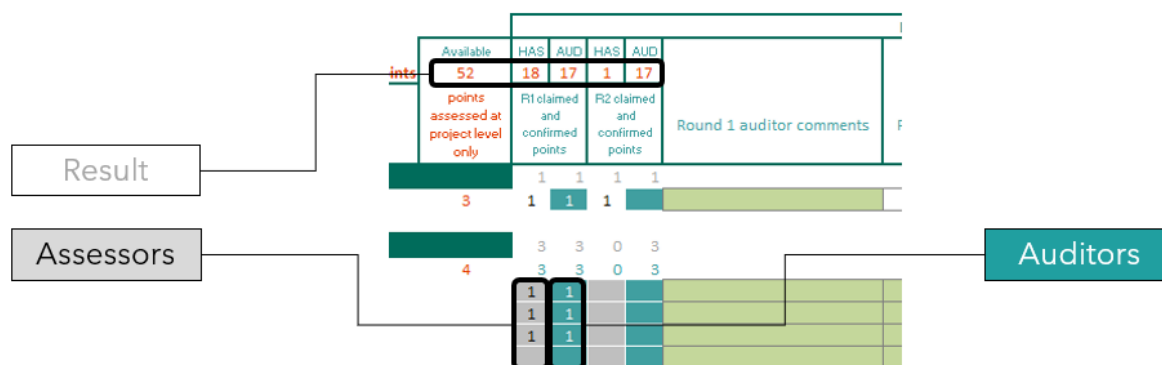 Available HAS AUD HAS AUD
ints 52 18 17 1 17
points
assessed at
project level
only
R1 claimed
and
confirmed
points
R2 claimed
and
confirmed
points
Round 1 auditor comments
Result
1 1 1 1
3 1 1 1
Assessors
3 3 0 3
4 3 3 0 3
Auditors
1 1
1 1
1 1